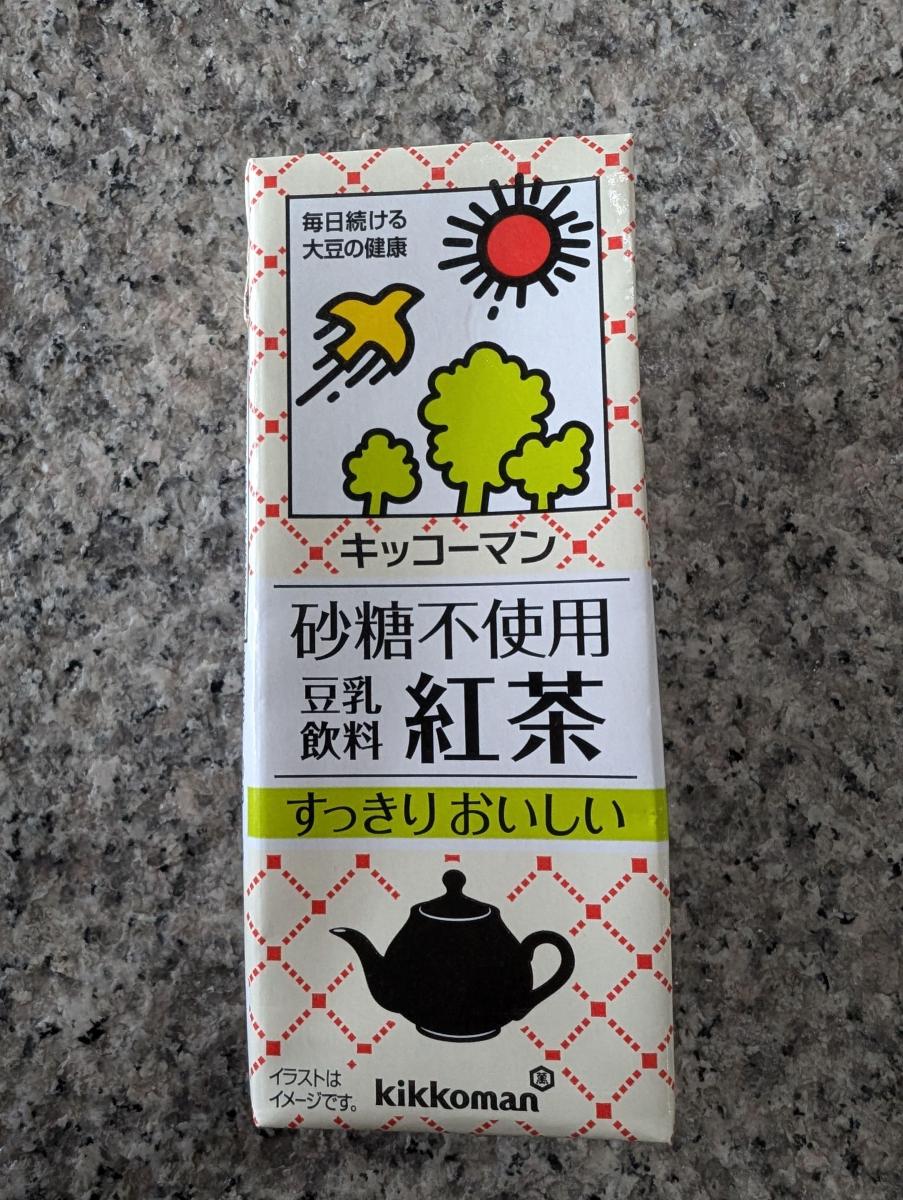 毎日続ける
大豆の健康
キッコーマン
砂糖不使用
豆乳
飲料
紅茶
すっきりおいしい
イラストは
イメージです。
kikkoman
萬